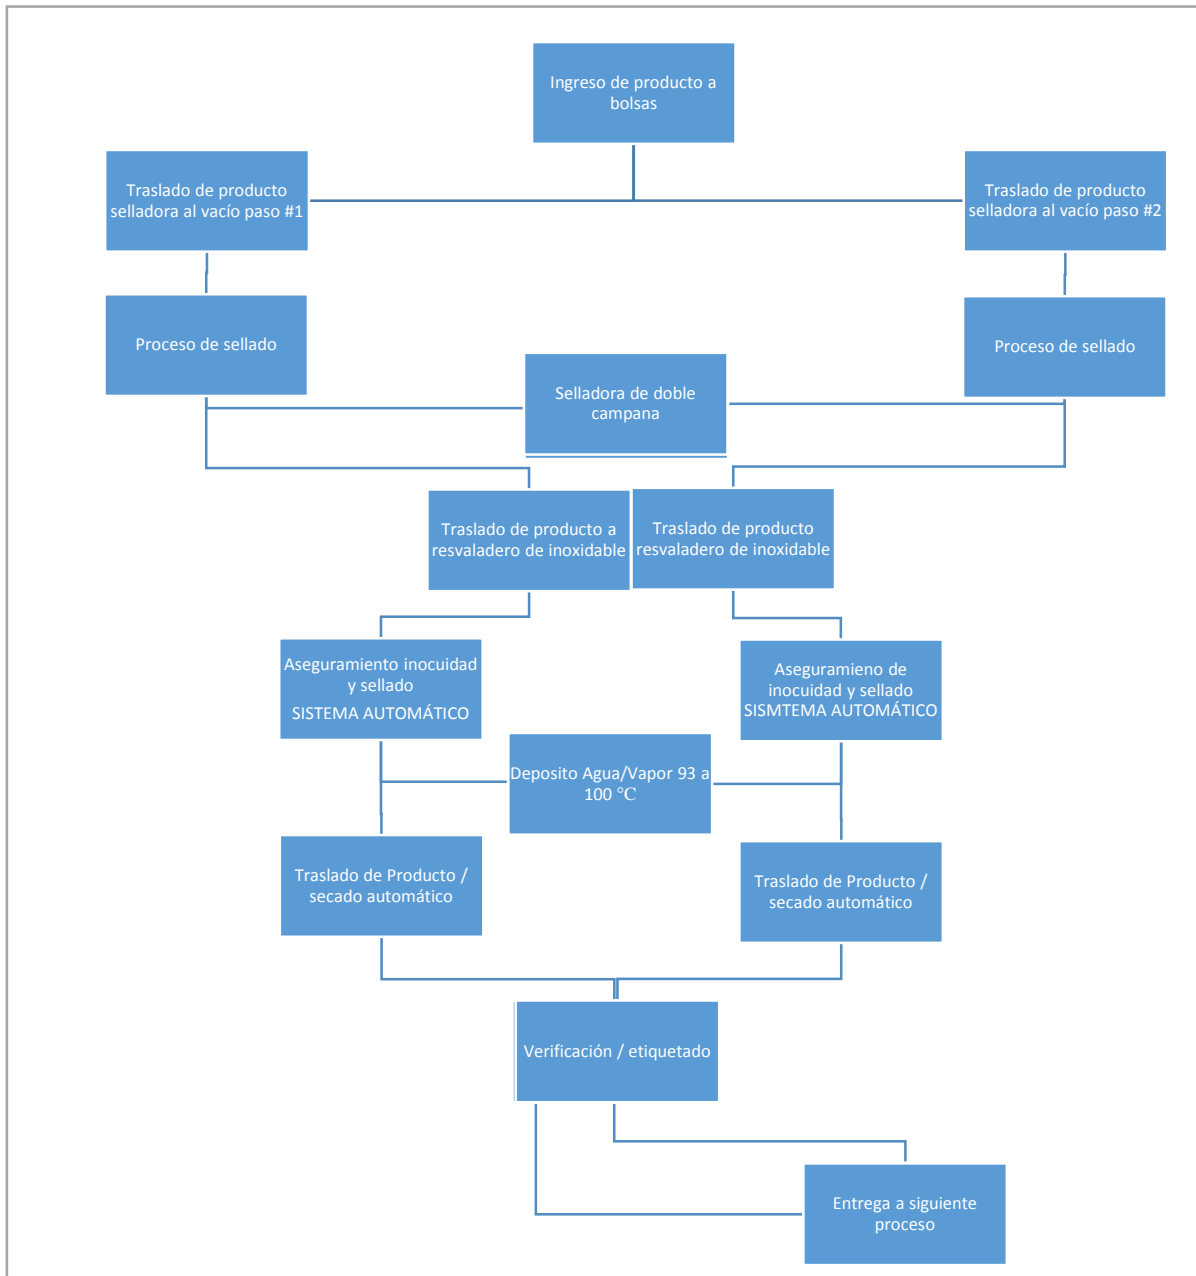 Ingreso de producto a
bolsas
Traslado de producto
selladora al vacío paso #1
Traslado de producto
selladora al vacío paso #2
Proceso de sellado
Proceso de sellado
Selladora de doble
campana
Traslado de producto a
resvaladero de inoxidable
Traslado de producto
resvaladero de inoxidable
Aseguramiento inocuidad
y sellado
SISTEMA AUTOMÁTICO
Aseguramieno de
inocuidad y sellado
SISMTEMA AUTOMÁTICO
Deposito Agua/Vapor 93 a
100 °C
Traslado de Producto /
secado automático
Traslado de Producto /
secado automático
Verificación / etiquetado
Entrega a siguiente
proceso